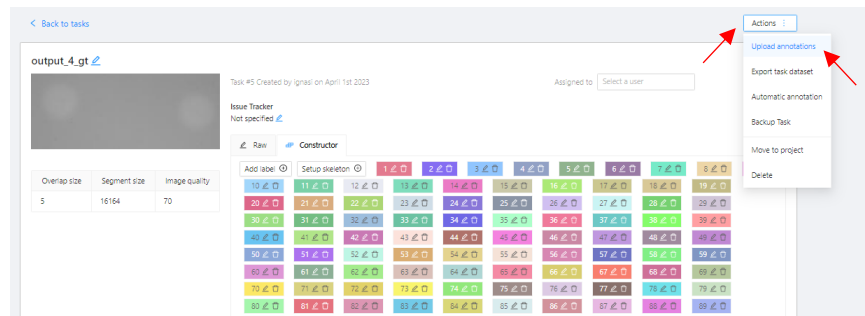 Back to tasks
Actions
Upload annotations
output_4_gt
Export task dataset
Task #5 Created by ignasi on April 1st 2023
Assigned to Select a user
Automatic annotation
Issue Tracker
Not specified
Backup Task
Raw Constructor
Move to project
Add label Setup skeleton 1 2 3 4 5 6 7 8
Delete
Overlap size Segment size Image quality
5 16164 70
10 11 12 13 14 15 16 17 18 19
20 21 22 23 24 25 26 27 28 29
30 31 32 33 34 35 36 37 38 39
40 41 42 43 44 45 46 47 48 49
50 51 52 53 54 55 56 57 58 59
60 61 62 63 64 65 66 67 68 69
70 71 72 73 74 75 76 77 78 79
80 81 82 83 84 85 86 87 88 89